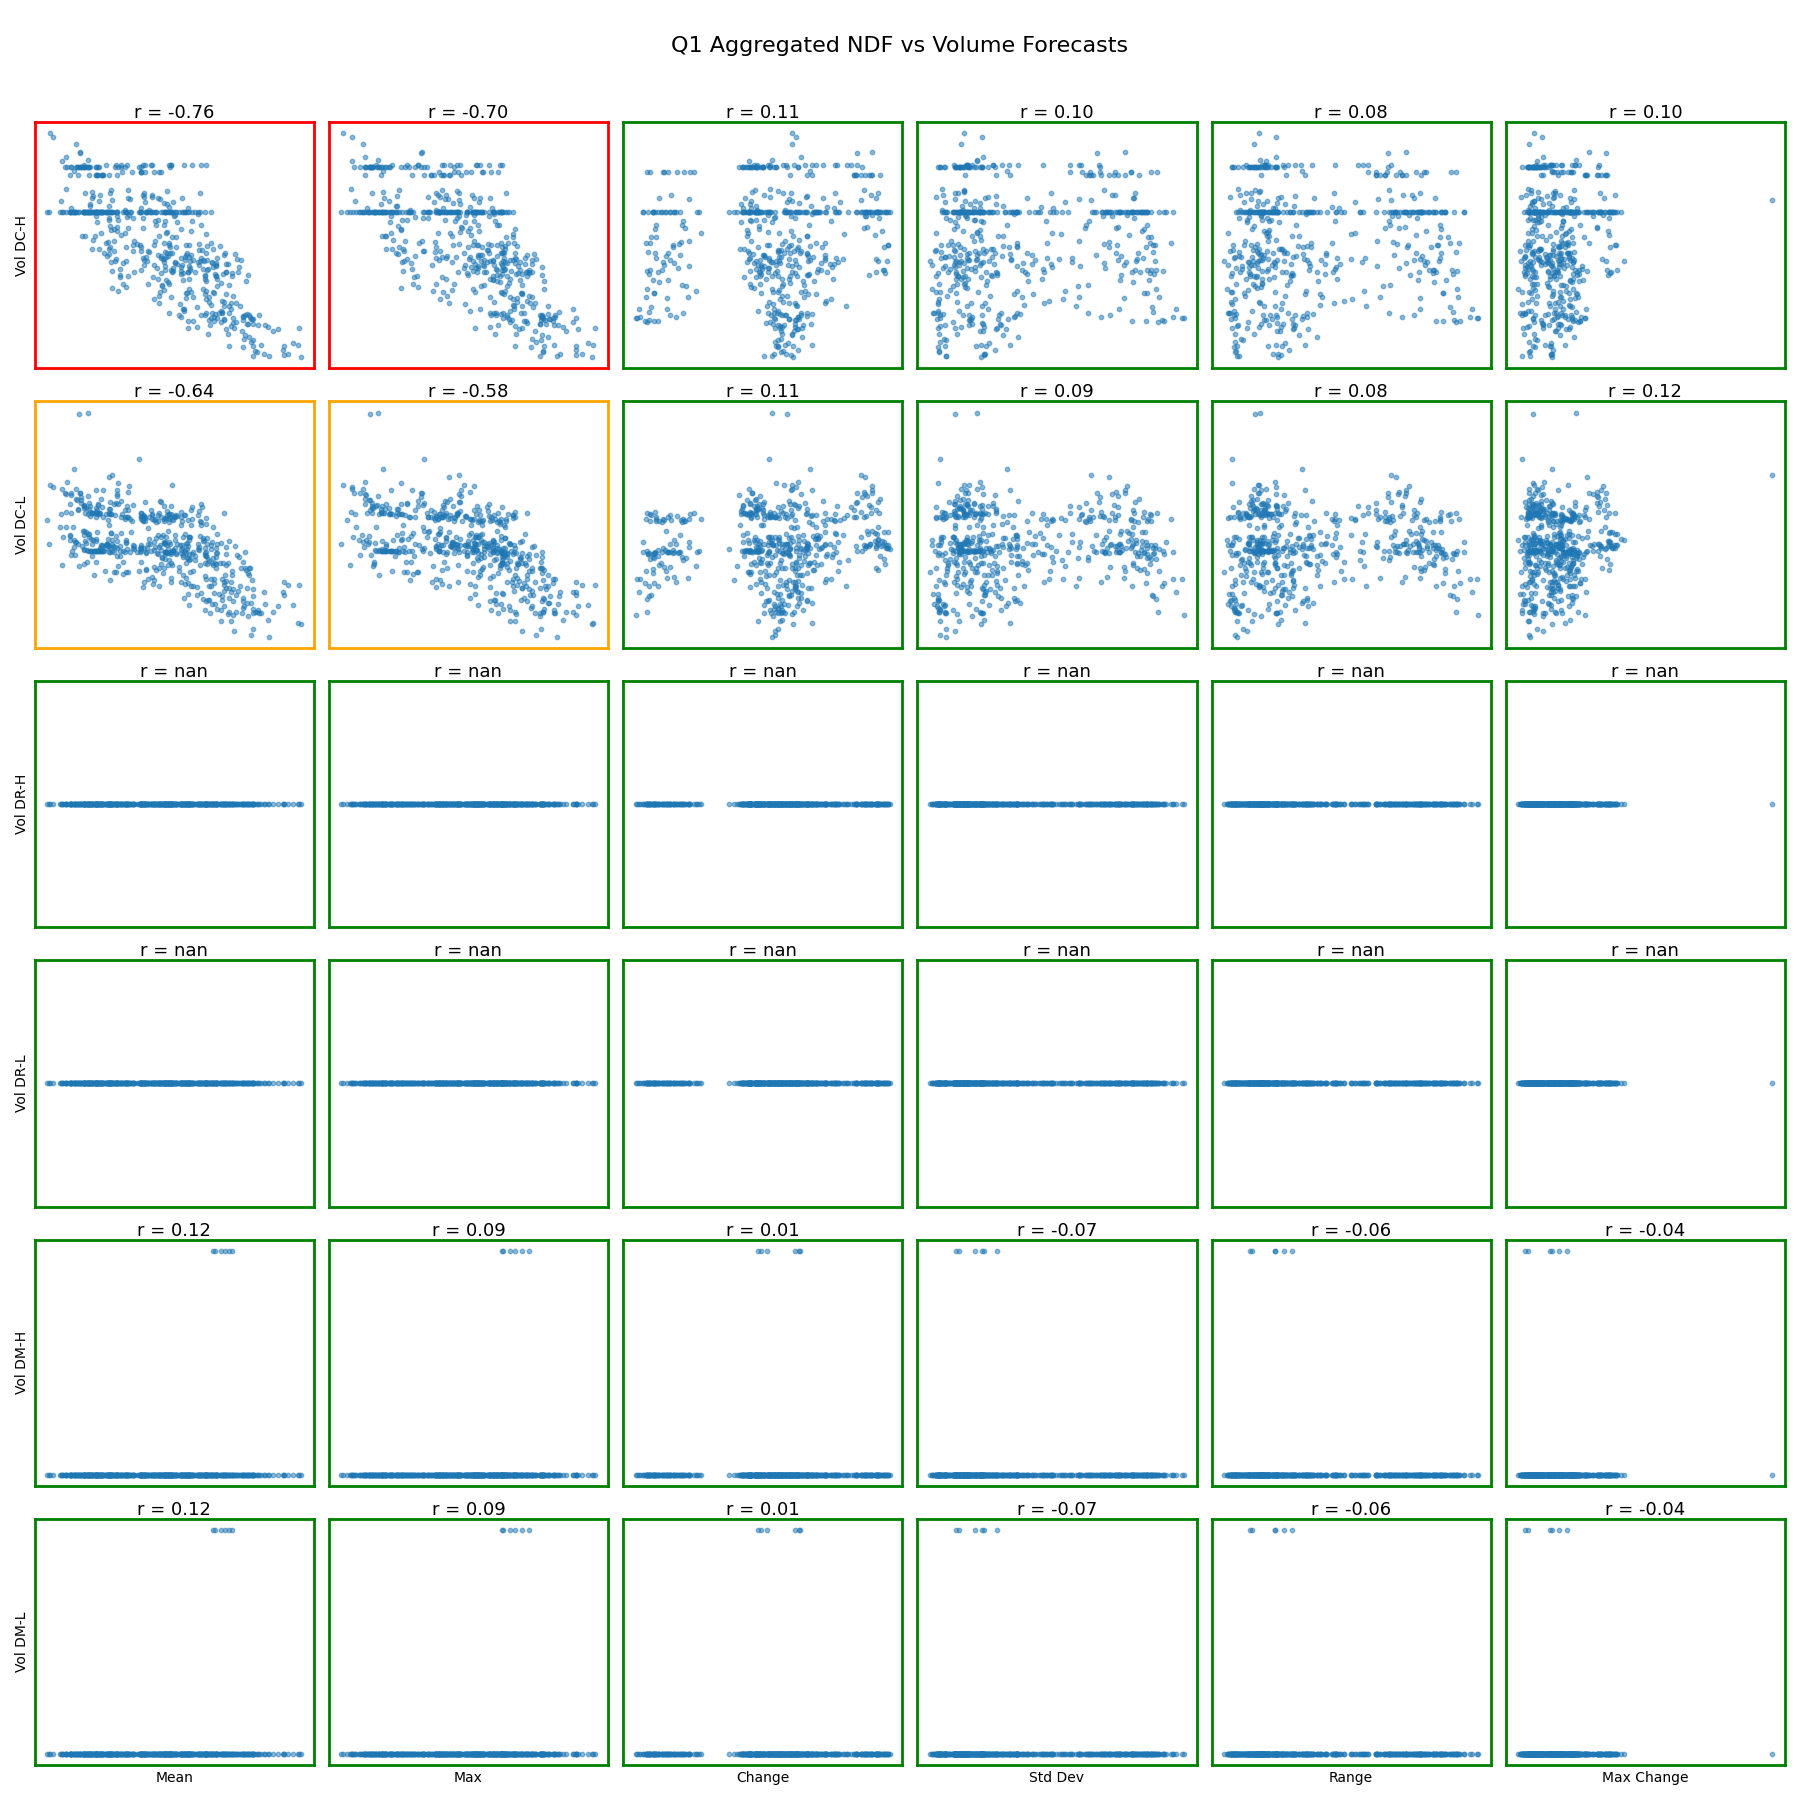 Q1 Aggregated NDF vs Volume Forecasts
r = -0.76
r = -0.70
r = 0.11
r = 0.10
r = 0.08
r = 0.10
Vol DC-H
r = -0.64
r = -0.58
r = 0.11
r = 0.09
r = 0.08
r = 0.12
Vol DC-L
r = nan
r = nan
r = nan
r = nan
r = nan
r = nan
Vol DR-H
r = nan
r = nan
r = nan
r = nan
r = nan
r = nan
Vol DR-L
r = 0.12
r = 0.09
r = 0.01
r = -0.07
r = -0.06
r = -0.04
Vol DM-H
r = 0.12
r = 0.09
r = 0.01
r = -0.07
r = -0.06
r = -0.04
Vol DM-L
Mean
Max
Change
Std Dev
Range
Max Change